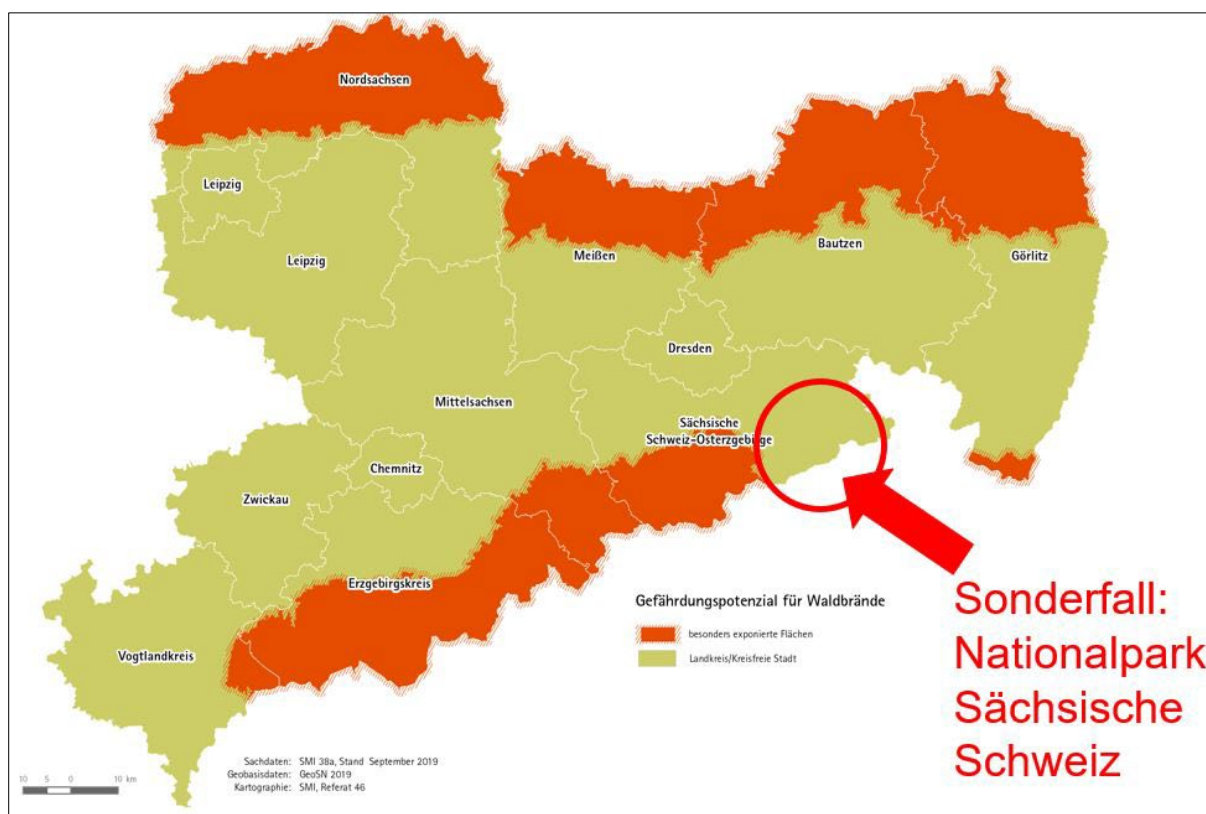 Nordsachsen
Leipzig
Leipzig
Meißen
Bautzen
Görlitz
Dresden
Mittelsachsen
Sächsische
Schweiz-Osterzgebirge
Chemnitz
Zwickau
Erzgebirgskreis
Vogtlandkreis
Gefährdungspotenzial für Waldbrände
besonders exponierte Flächen
Landkreis/Kreisfreie Stadt
Sonderfall:
Nationalpark
Sächsische
Schweiz
Sachdaten: SMI 38a, Stand September 2019
Geobasisdaten: GeoSN 2019
Kartographie: SMI, Referat 46
10 5 0 10 km